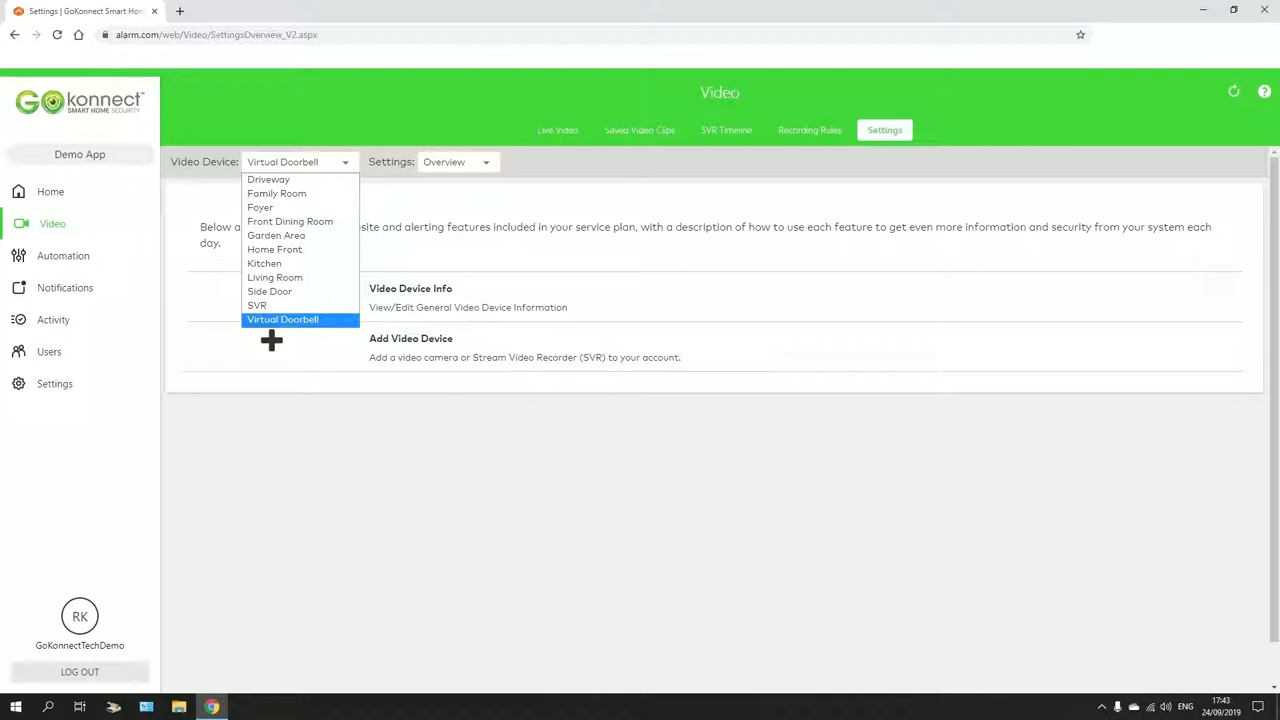 Settings | GoKonnect Smart Ho
alarm.com/web/Video/SettingsOverview_V2.aspx
GO konnect™
SMART HOME SECURITY
Video
Live Video
Saved Video Clips
SVR Timeline
Recording Rules
Settings
Demo App
Home
Video
Automation
Notifications
Activity
Users
Settings
RK
GoKonnectTechDemo
LOG OUT
Video Device: Virtual Doorbell Settings: Overview
Driveway
Family Room
Foyer
Front Dining Room
Garden Area
Home Front
Kitchen
Living Room
Side Door
SVR
Virtual Doorbell
Below a site and alerting features included in your service plan, with a description of how to use each feature to get even more information and security from your system each
day.
Video Device Info
View/Edit General Video Device Information
Add Video Device
Add a video camera or Stream Video Recorder (SVR) to your account.
ENG
17:43
24/09/2019